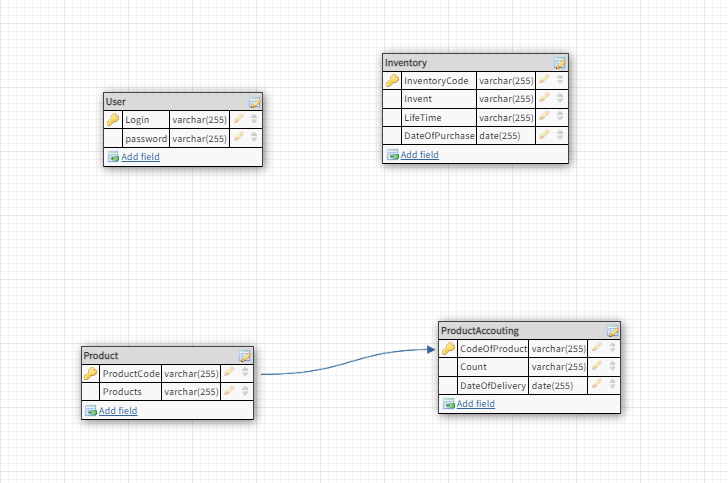 User
Login varchar(255)
password varchar(255)
Add field
Inventory
InventoryCode varchar(255)
Invent varchar(255)
LifeTime varchar(255)
DateOfPurchase date(255)
Add field
Product
ProductCode varchar(255)
Products varchar(255)
Add field
ProductAccouting
CodeOfProduct varchar(255)
Count varchar(255)
DateOfDelivery date(255)
Add field